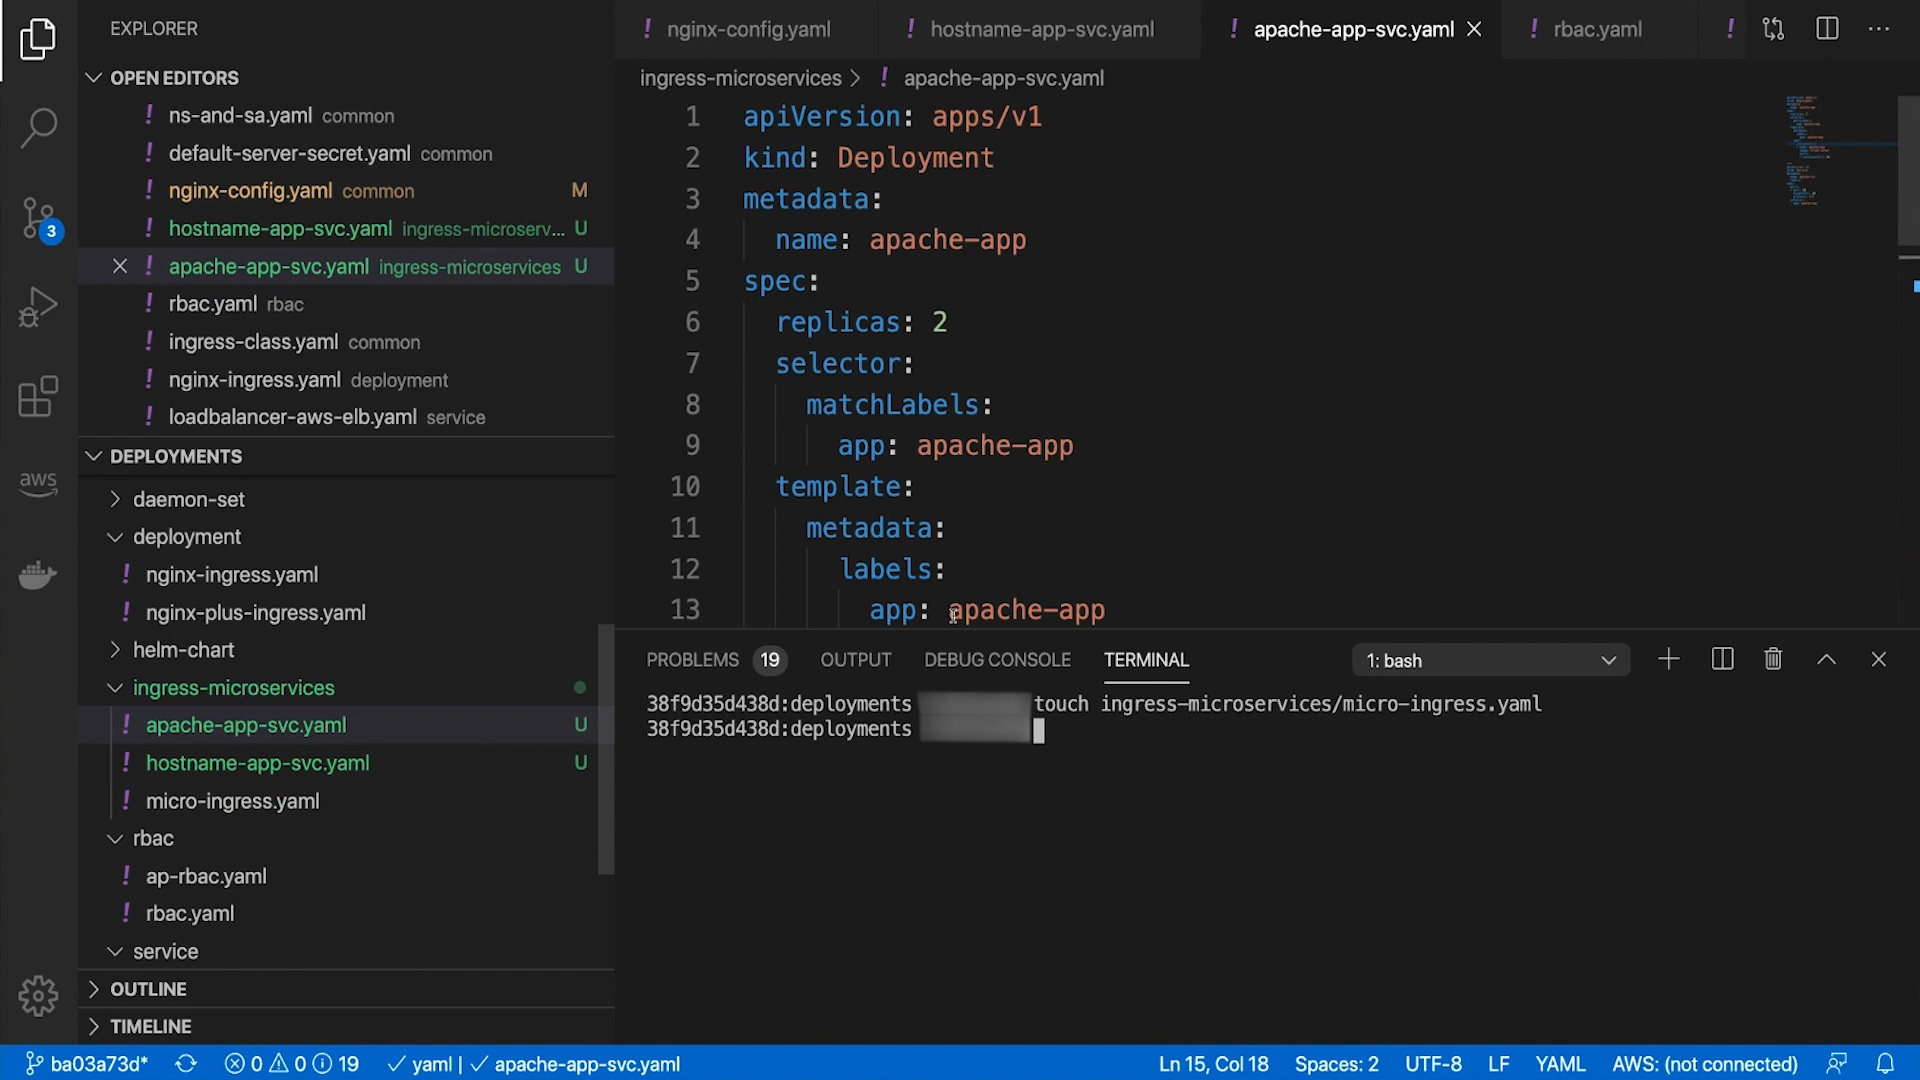 EXPLORER
OPEN EDITORS
! ns-and-sa.yaml common
! default-server-secret.yaml common
! nginx-config.yaml common M
! hostname-app-svc.yaml ingress-microserv... U
! apache-app-svc.yaml ingress-microservices U
! rbac.yaml rbac
! ingress-class.yaml common
! nginx-ingress.yaml deployment
! loadbalancer-aws-elb.yaml service
DEPLOYMENTS
daemon-set
deployment
! nginx-ingress.yaml
! nginx-plus-ingress.yaml
helm-chart
ingress-microservices
! apache-app-svc.yaml U
! hostname-app-svc.yaml U
! micro-ingress.yaml
rbac
! ap-rbac.yaml
! rbac.yaml
service
OUTLINE
TIMELINE
3
aws
! nginx-config.yaml ! hostname-app-svc.yaml ! apache-app-svc.yaml ! rbac.yaml !
ingress-microservices > ! apache-app-svc.yaml
1 apiVersion: apps/v1
2 kind: Deployment
3 metadata:
4 name: apache-app
5 spec:
6 replicas: 2
7 selector:
8 matchLabels:
9 app: apache-app
10 template:
11 metadata:
12 labels:
13 app: apache-app
PROBLEMS 19 OUTPUT DEBUG CONSOLE TERMINAL 1: bash
38f9d35d438d:deployments touch ingress-microservices/micro-ingress.yaml
38f9d35d438d:deployments
ba03a73d* 0 0 19 yaml | apache-app-svc.yaml Ln 15, Col 18 Spaces: 2 UTF-8 LF YAML AWS: (not connected)